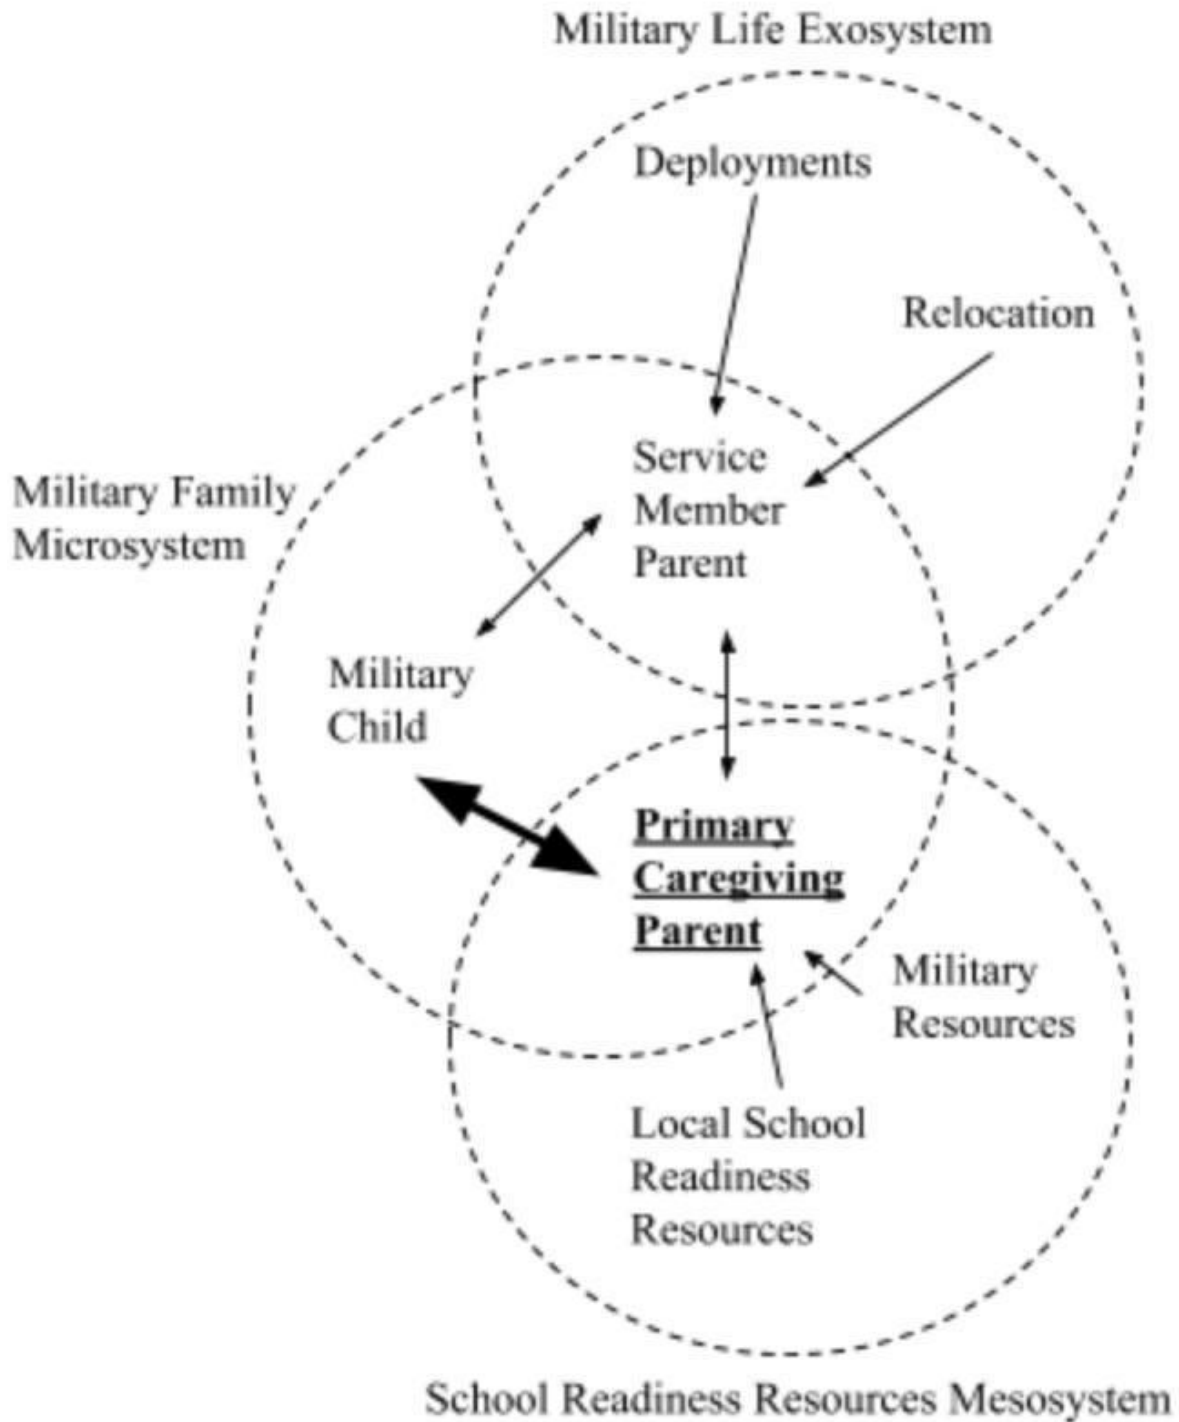 Military Life Exosystem
Deployments
Relocation
Service
Member
Parent
Military Family
Microsystem
Military
Child
Primary
Caregiving
Parent
Military
Resources
Local School
Readiness
Resources
School Readiness Resources Mesosystem